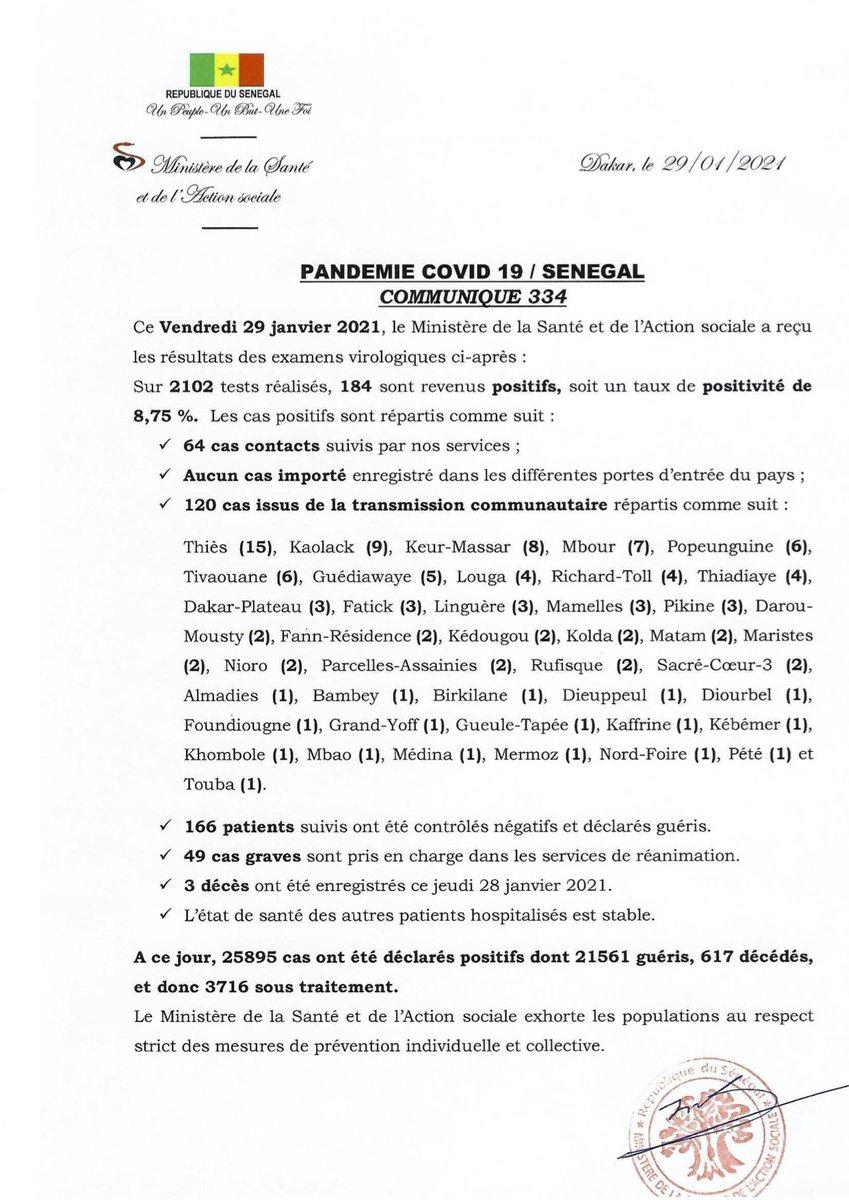 REPUBLIQUE DU SENEGAL
Un Peuple-Un But-Une Foi
Ministère de la Santé
et de l'Action sociale
Dakar, le 29/01/2021
PANDEMIE COVID 19 / SENEGAL
COMMUNIQUE 334
Ce Vendredi 29 janvier 2021, le Ministère de la Santé et de l'Action sociale a reçu
les résultats des examens virologiques ci-après :
Sur 2102 tests réalisés, 184 sont revenus positifs, soit un taux de positivité de
8,75 %. Les cas positifs sont répartis comme suit :
✓ 64 cas contacts suivis par nos services ;
✓ Aucun cas importé enregistré dans les différentes portes d'entrée du pays ;
✓ 120 cas issus de la transmission communautaire répartis comme suit :
Thiès (15), Kaolack (9), Keur-Massar (8), Mbour (7), Popeunguine (6),
Tivaouane (6), Guédiawaye (5), Louga (4), Richard-Toll (4), Thiadiaye (4),
Dakar-Plateau (3), Fatick (3), Linguère (3), Mamelles (3), Pikine (3), Darou-
Mousty (2), Fann-Résidence (2), Kédougou (2), Kolda (2), Matam (2), Maristes
(2), Nioro (2), Parcelles-Assainies (2), Rufisque (2), Sacré-Cœur-3 (2),
Almadies (1), Bambey (1), Birkilane (1), Dieuppeul (1), Diourbel (1),
Foundiougne (1), Grand-Yoff (1), Gueule-Tapée (1), Kaffrine (1), Kébémer (1),
Khombole (1), Mbao (1), Médina (1), Mermoz (1), Nord-Foire (1), Pété (1) et
Touba (1).
✓ 166 patients suivis ont été contrôlés négatifs et déclarés guéris.
✓ 49 cas graves sont pris en charge dans les services de réanimation.
✓ 3 décès ont été enregistrés ce jeudi 28 janvier 2021.
✓ L'état de santé des autres patients hospitalisés est stable.
A ce jour, 25895 cas ont été déclarés positifs dont 21561 guéris, 617 décédés,
et donc 3716 sous traitement.
Le Ministère de la Santé et de l'Action sociale exhorte les populations au respect
strict des mesures de prévention individuelle et collective.
République du Sénégal
MINISTÈRE DE LA DE L'ACTION SOCIALE